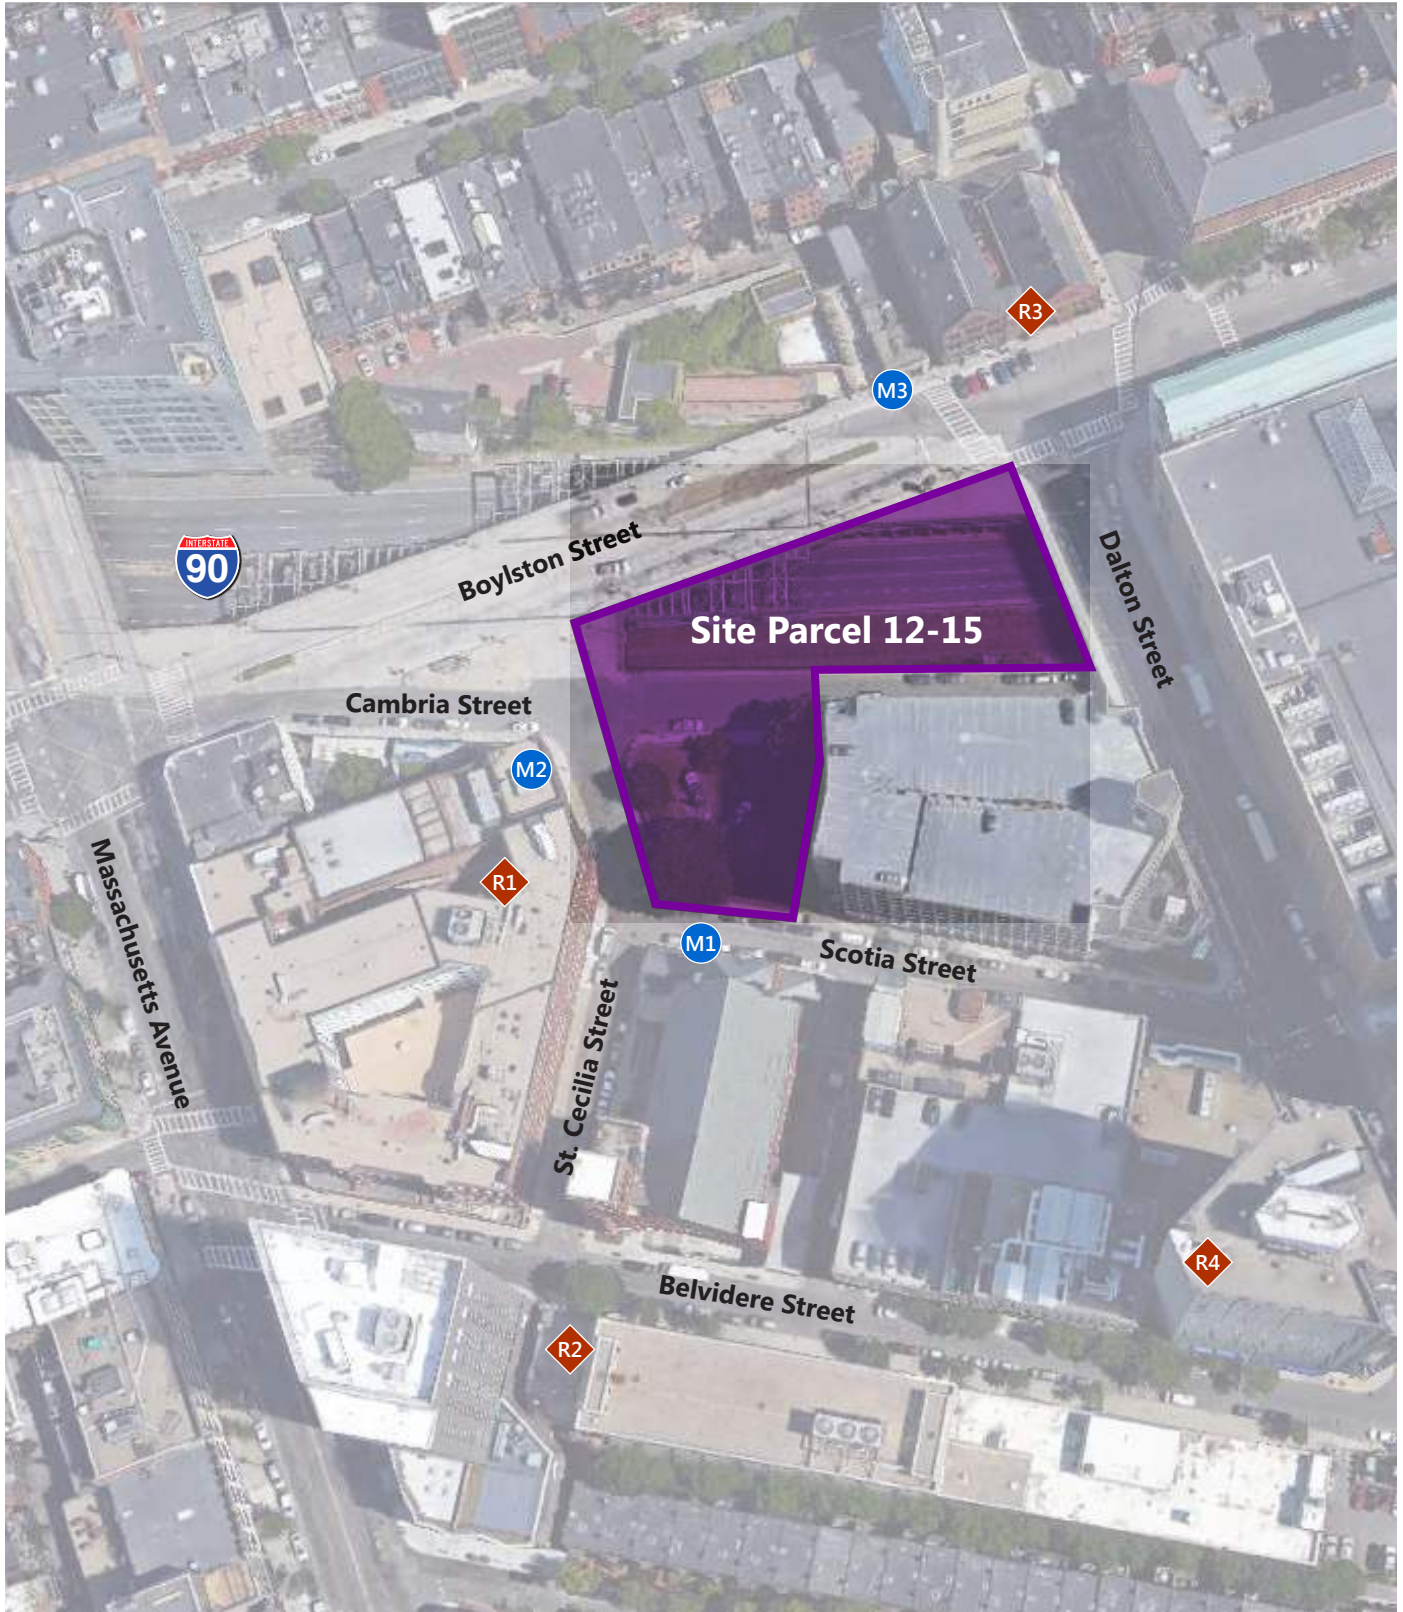 R3
M3
Boylston Street
INTERSTATE
90
Dalton Street
Site Parcel 12-15
Cambria Street
M2
R1
Massachusetts Avenue
M1
Scotia Street
St. Cecilia Street
R4
Belvidere Street
R2